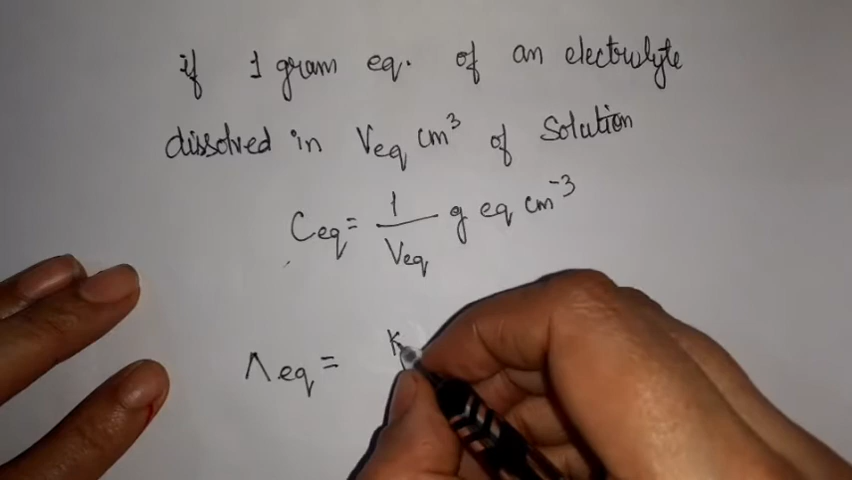 if 1 gram eq. of an electrolyte
dissolved in Veq cm³ of Solution
Ceq = 1/Veq g eq cm⁻³
Λeq = K